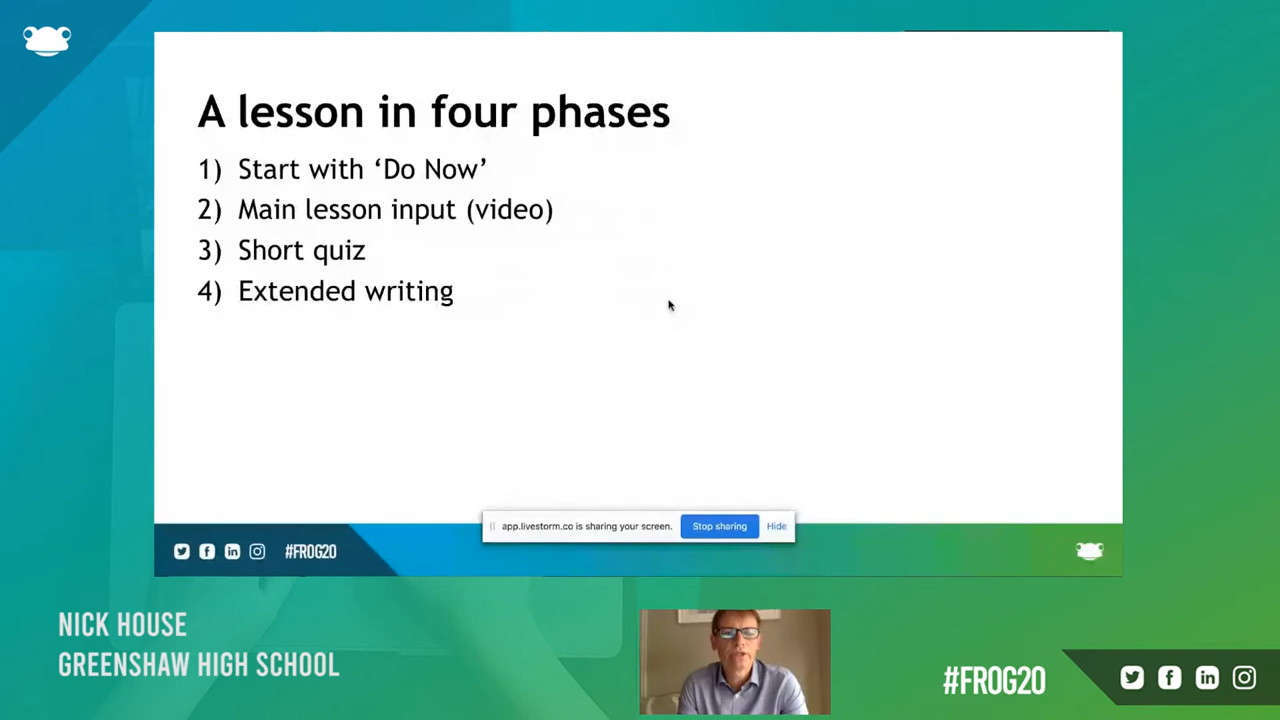 A lesson in four phases
1) Start with ‘Do Now’
2) Main lesson input (video)
3) Short quiz
4) Extended writing
app.livestorm.co is sharing your screen. Stop sharing Hide
#FROG20
NICK HOUSE
GREENSHAW HIGH SCHOOL
#FROG20